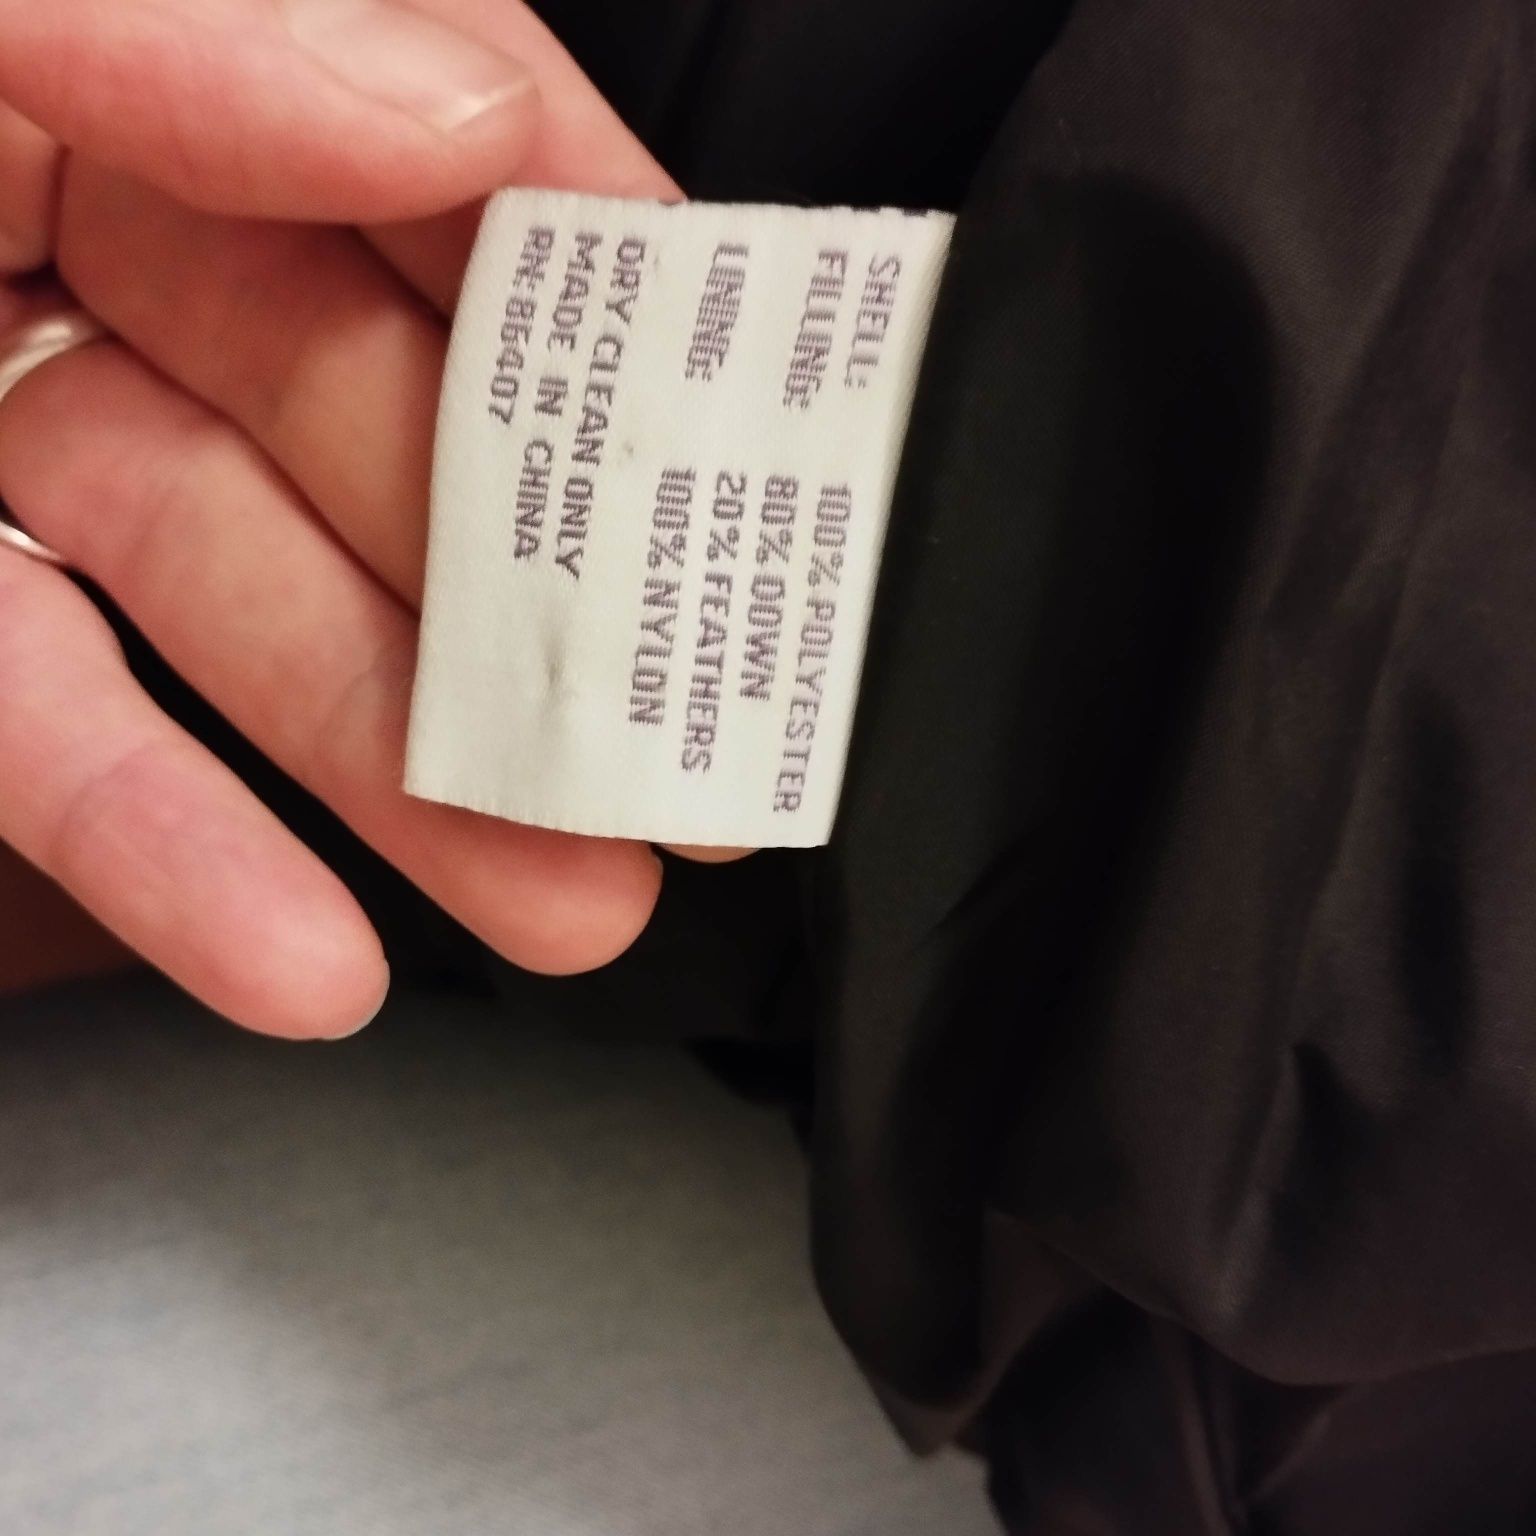 SHELL: 100% POLYESTER
FILLING: 80% DOWN
20% FEATHERS
LINING: 100% NYLON
DRY CLEAN ONLY
MADE IN CHINA
RN: 86407